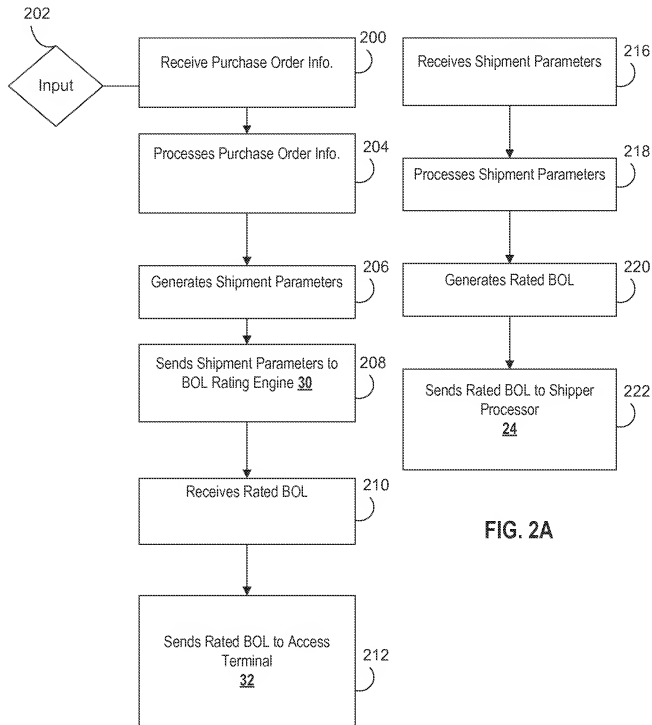 202
Input
Receive Purchase Order Info.
200
Processes Purchase Order Info.
204
Generates Shipment Parameters
206
Sends Shipment Parameters to
BOL Rating Engine 30
208
Receives Rated BOL
210
Sends Rated BOL to Access
Terminal
32
212
Receives Shipment Parameters
216
Processes Shipment Parameters
218
Generates Rated BOL
220
Sends Rated BOL to Shipper
Processor
24
222
FIG. 2A